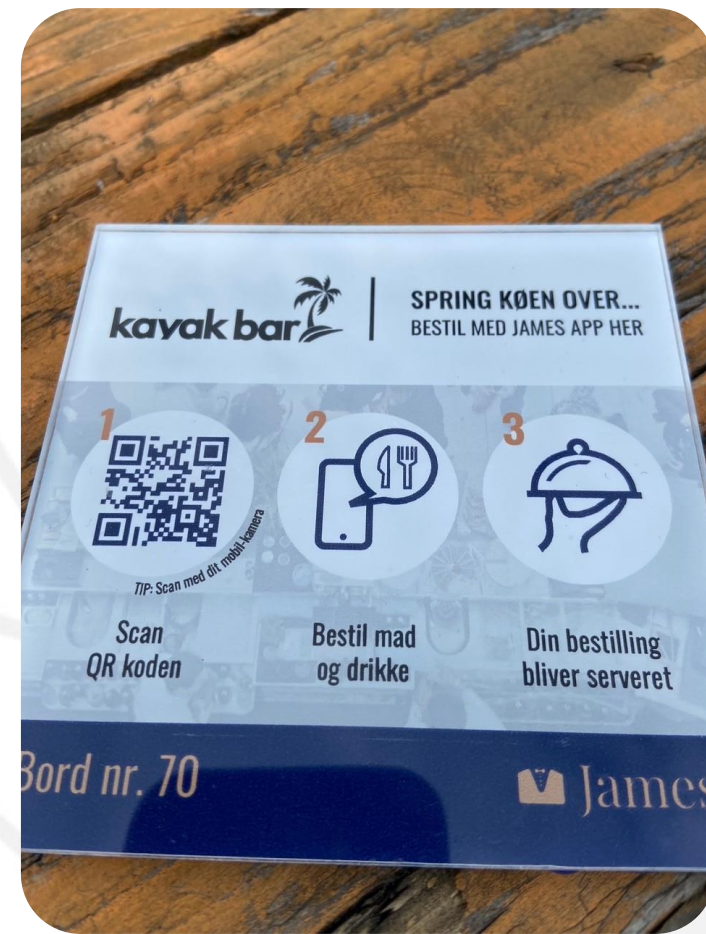 kayak bar
SPRING KØEN OVER...
BESTIL MED JAMES APP HER
1
2
3
TIP: Scan med dit mobil-kamera
Scan
QR koden
Bestil mad
og drikke
Din bestilling
bliver serveret
Bord nr. 70
James